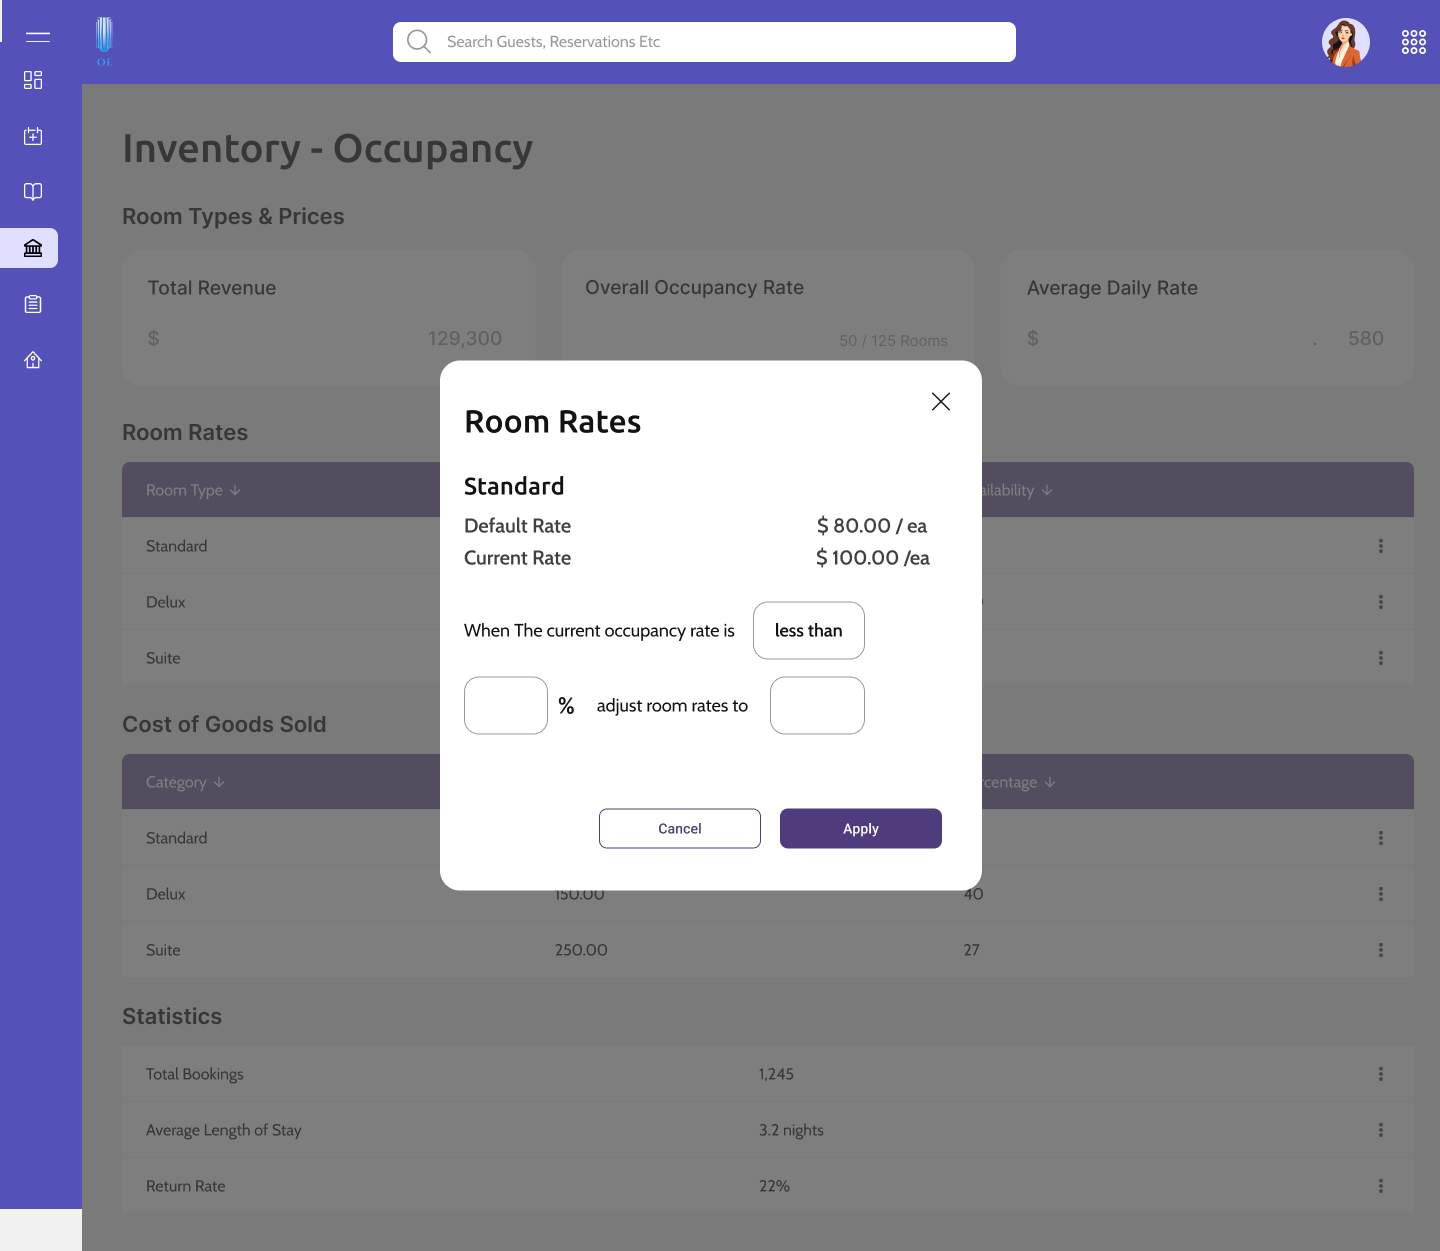 OE
Search Guests, Reservations Etc
Inventory - Occupancy
Room Types & Prices
Total Revenue
$ 129,300
Overall Occupancy Rate
50 / 125 Rooms
Average Daily Rate
$ . 580
Room Rates
Room Type ↓ ailability ↓
Standard
Delux
Suite
Room Rates
Standard
Default Rate $ 80.00 / ea
Current Rate $ 100.00 /ea
When The current occupancy rate is less than
% adjust room rates to
Cancel Apply
Cost of Goods Sold
Category ↓ rcentage ↓
Standard
Delux 150.00 40
Suite 250.00 27
Statistics
Total Bookings 1,245
Average Length of Stay 3.2 nights
Return Rate 22%